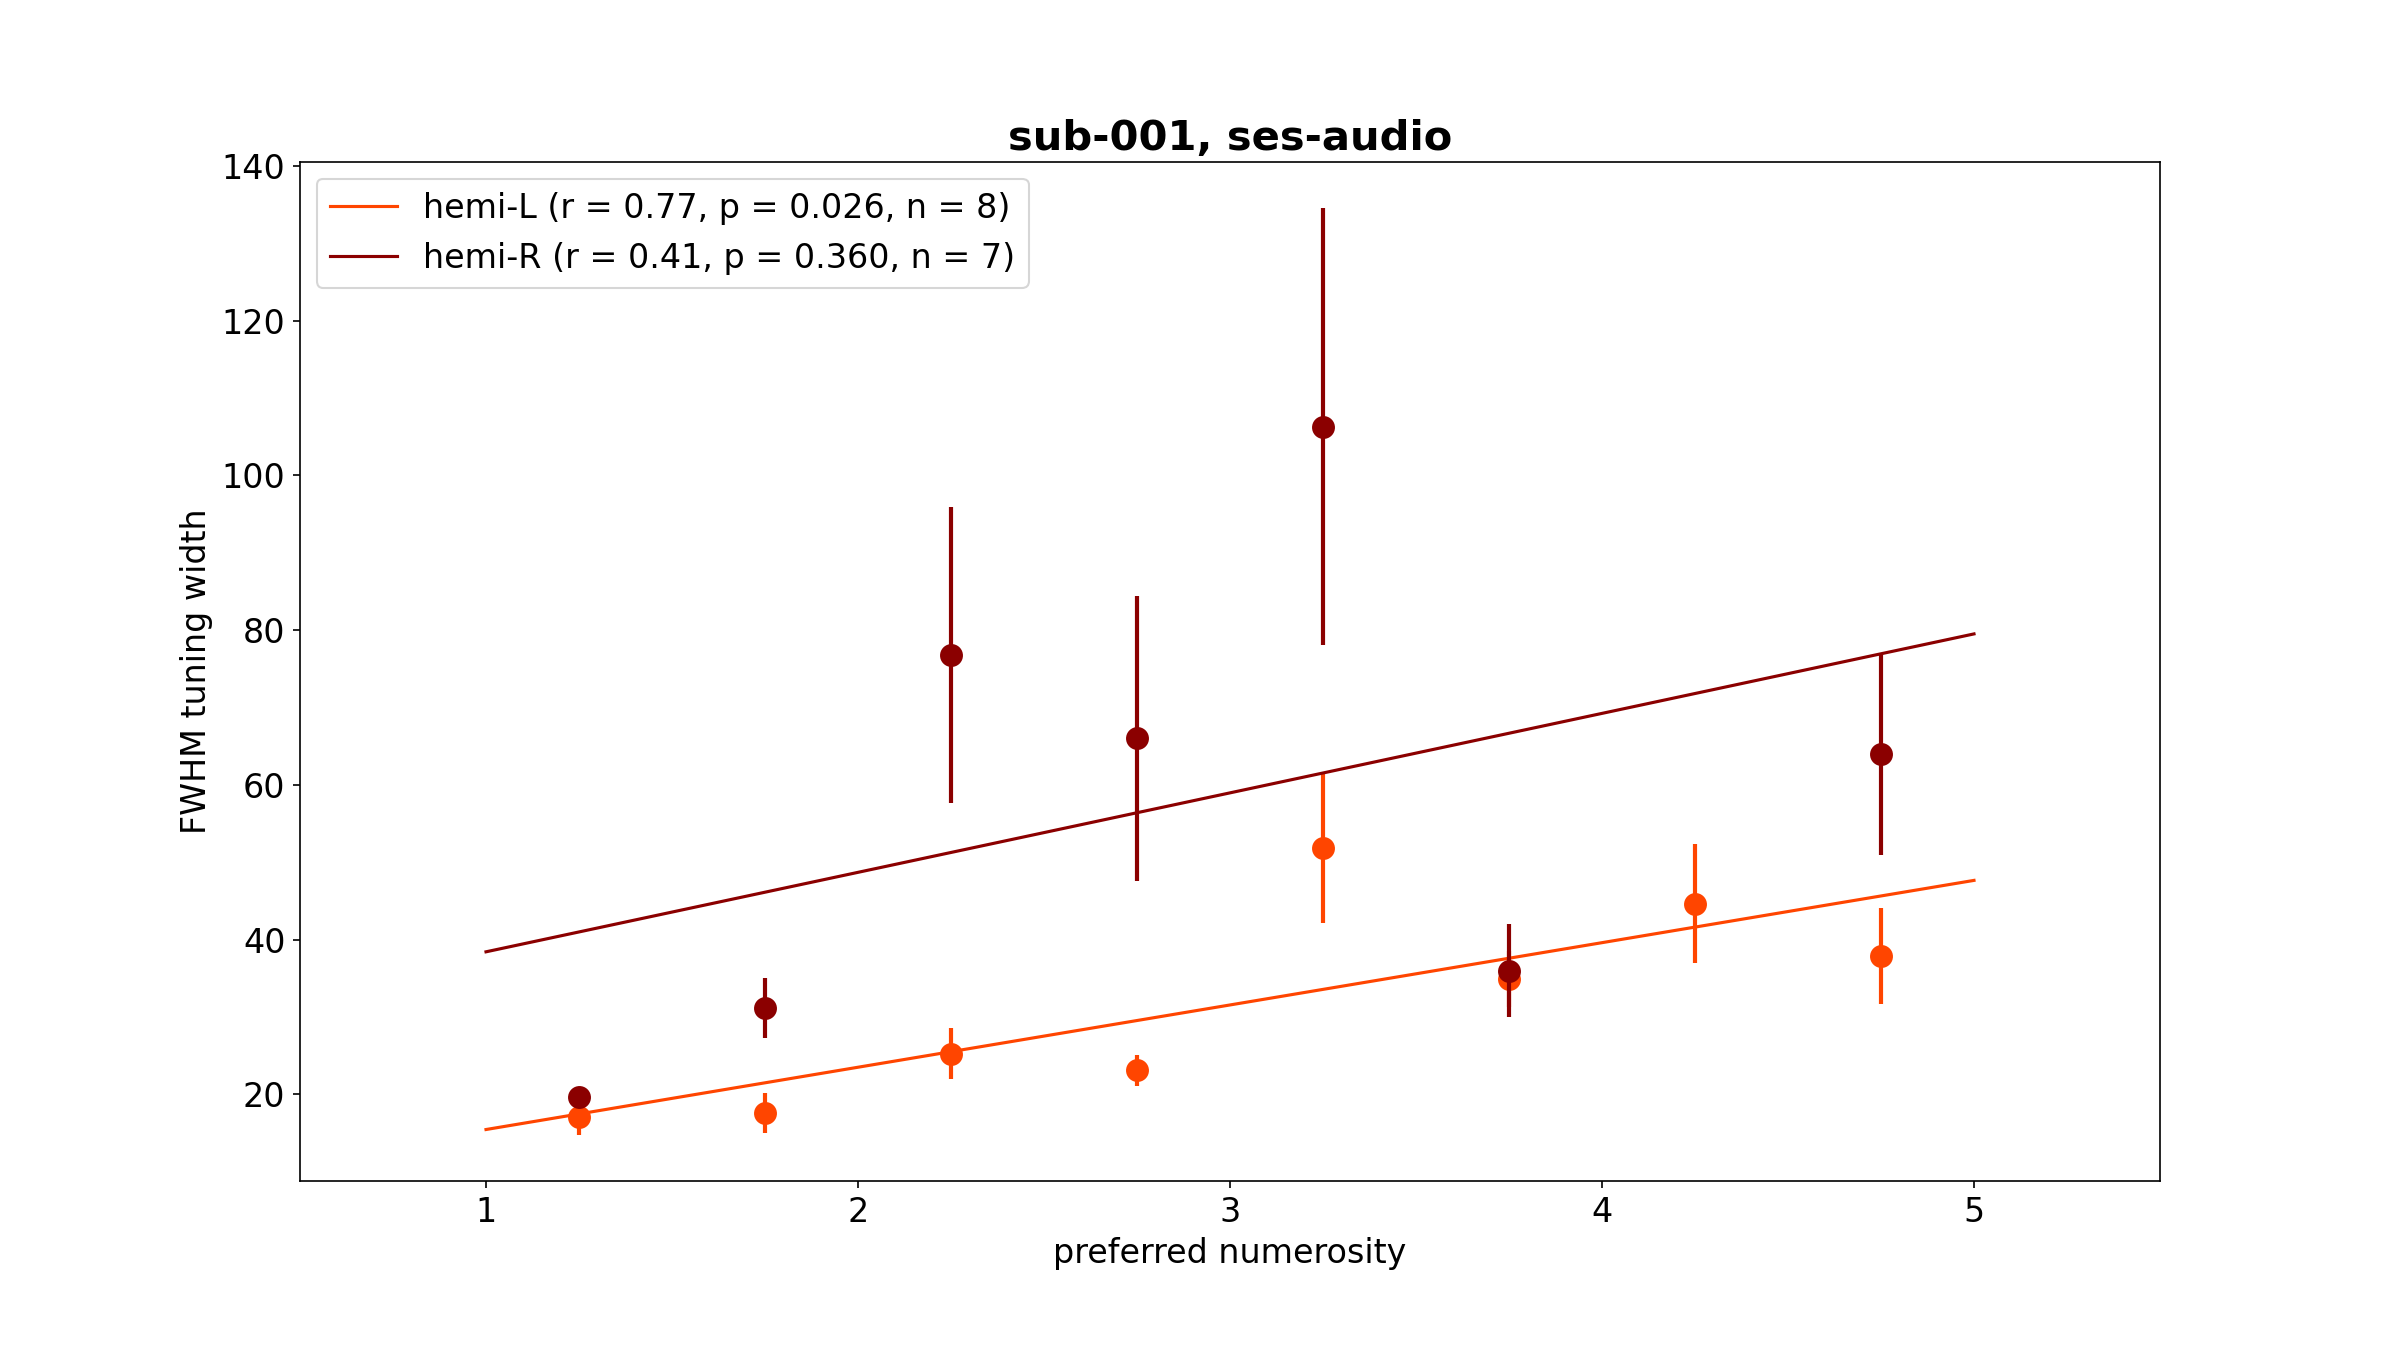 sub-001, ses-audio
hemi-L (r = 0.77, p = 0.026, n = 8)
hemi-R (r = 0.41, p = 0.360, n = 7)
140
120
100
80
60
40
20
FWHM tuning width
1 2 3 4 5
preferred numerosity